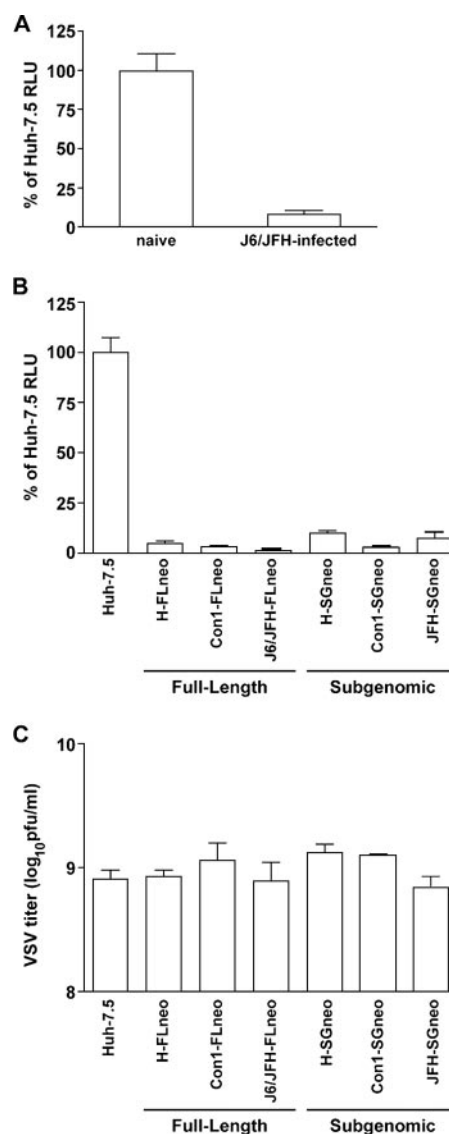 A
% of Huh-7.5 RLU
125
100
75
50
25
0
naive
J6/JFH-infected
B
% of Huh-7.5 RLU
125
100
75
50
25
0
Huh-7.5
H-FLneo
Con1-FLneo
J6/JFH-FLneo
H-SGneo
Con1-SGneo
JFH-SGneo
Full-Length
Subgenomic
C
VSV titer (log10pfu/ml)
10
9
8
Huh-7.5
H-FLneo
Con1-FLneo
J6/JFH-FLneo
H-SGneo
Con1-SGneo
JFH-SGneo
Full-Length
Subgenomic